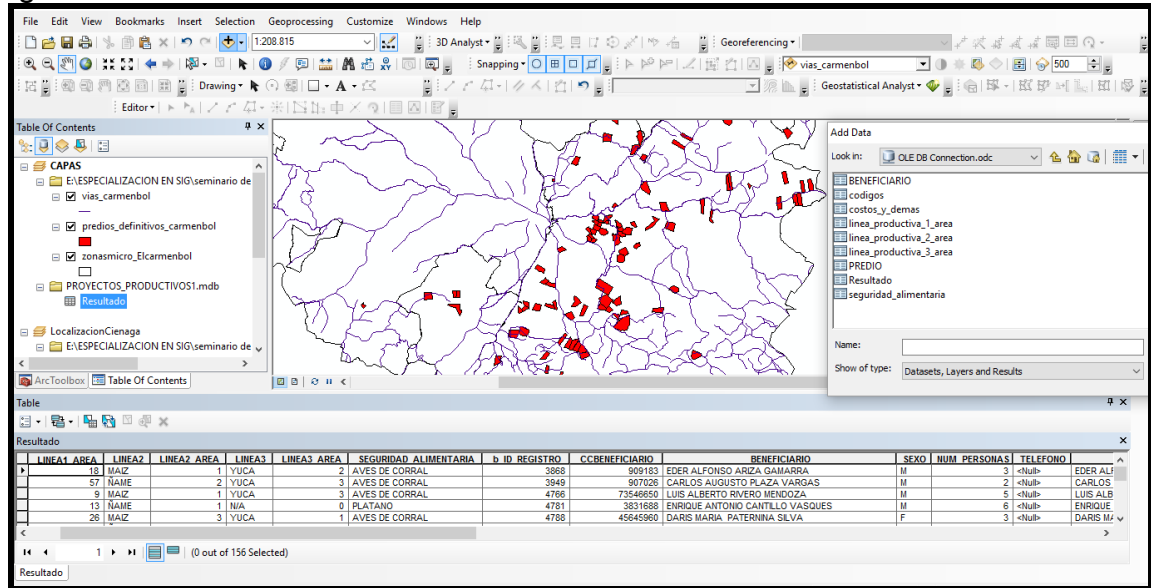 File Edit View Bookmarks Insert Selection Geoprocessing Customize Windows Help
1:208.815 3D Analyst Georeferencing
Snapping vias_carmenbol 500
Drawing A Geostatistical Analyst
Editor
Table Of Contents
CAPAS
E:\ESPECIALIZACION EN SIG\seminario de
vias_carmenbol
predios_definitivos_carmenbol
zonasmicro_Elcarmenbol
PROYECTOS_PRODUCTIVOS1.mdb
Resultado
LocalizacionCienaga
E:\ESPECIALIZACION EN SIG\seminario de
ArcToolbox Table Of Contents
Add Data
Look in: OLE DB Connection.odc
BENEFICIARIO
codigos
costos_y_demas
linea_productiva_1_area
linea_productiva_2_area
linea_productiva_3_area
PREDIO
Resultado
seguridad_alimentaria
Name:
Show of type: Datasets, Layers and Results
Table
Resultado
LINEA1_AREA LINEA2 LINEA2_AREA LINEA3 LINEA3_AREA SEGURIDAD_ALIMENTARIA b_ID_REGISTRO CCBENEFICIARIO BENEFICIARIO SEXO NUM_PERSONAS TELEFONO
18 MAIZ 1 YUCA 2 AVES DE CORRAL 3868 909183 EDER ALFONSO ARIZA GAMARRA M 3 <Null> EDER ALF
57 ÑAME 2 YUCA 3 AVES DE CORRAL 3949 907026 CARLOS AUGUSTO PLAZA VARGAS M 2 <Null> CARLOS
9 MAIZ 1 YUCA 3 AVES DE CORRAL 4766 73546650 LUIS ALBERTO RIVERO MENDOZA M 5 <Null> LUIS ALB
13 ÑAME 1 N/A 0 PLATANO 4781 3831688 ENRIQUE ANTONIO CANTILLO VASQUES M 6 <Null> ENRIQUE
26 MAIZ 3 YUCA 1 AVES DE CORRAL 4788 45645960 DARIS MARIA PATERNINA SILVA F 3 <Null> DARIS MA
1 (0 out of 156 Selected)
Resultado